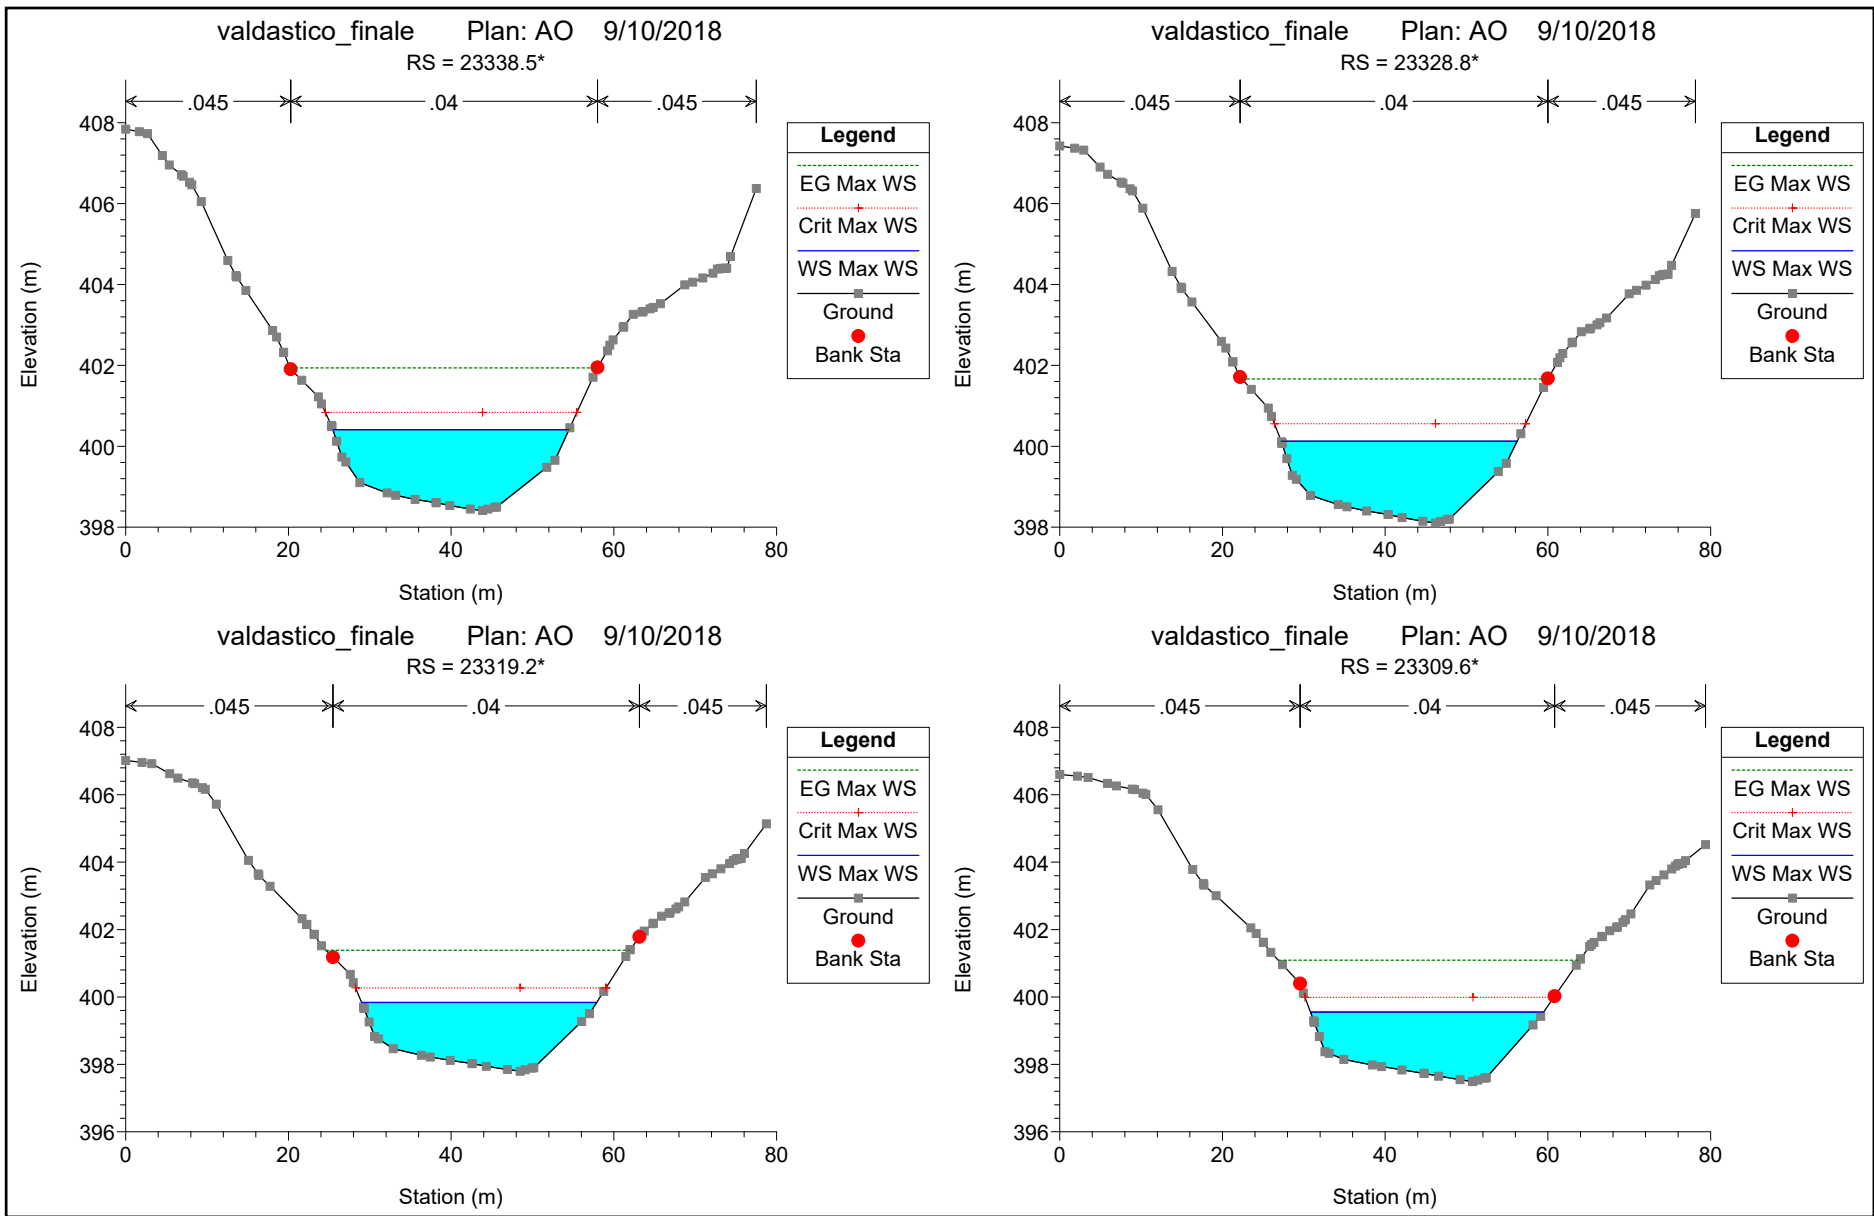 valdastico_finale Plan: AO 9/10/2018
RS = 23338.5*
.045 .04 .045
408
406
404
402
400
398
0 20 40 60 80
Elevation (m)
Station (m)
Legend
EG Max WS
Crit Max WS
WS Max WS
Ground
Bank Sta
valdastico_finale Plan: AO 9/10/2018
RS = 23328.8*
.045 .04 .045
408
406
404
402
400
398
0 20 40 60 80
Elevation (m)
Station (m)
Legend
EG Max WS
Crit Max WS
WS Max WS
Ground
Bank Sta
valdastico_finale Plan: AO 9/10/2018
RS = 23319.2*
.045 .04 .045
408
406
404
402
400
398
396
0 20 40 60 80
Elevation (m)
Station (m)
Legend
EG Max WS
Crit Max WS
WS Max WS
Ground
Bank Sta
valdastico_finale Plan: AO 9/10/2018
RS = 23309.6*
.045 .04 .045
408
406
404
402
400
398
396
0 20 40 60 80
Elevation (m)
Station (m)
Legend
EG Max WS
Crit Max WS
WS Max WS
Ground
Bank Sta